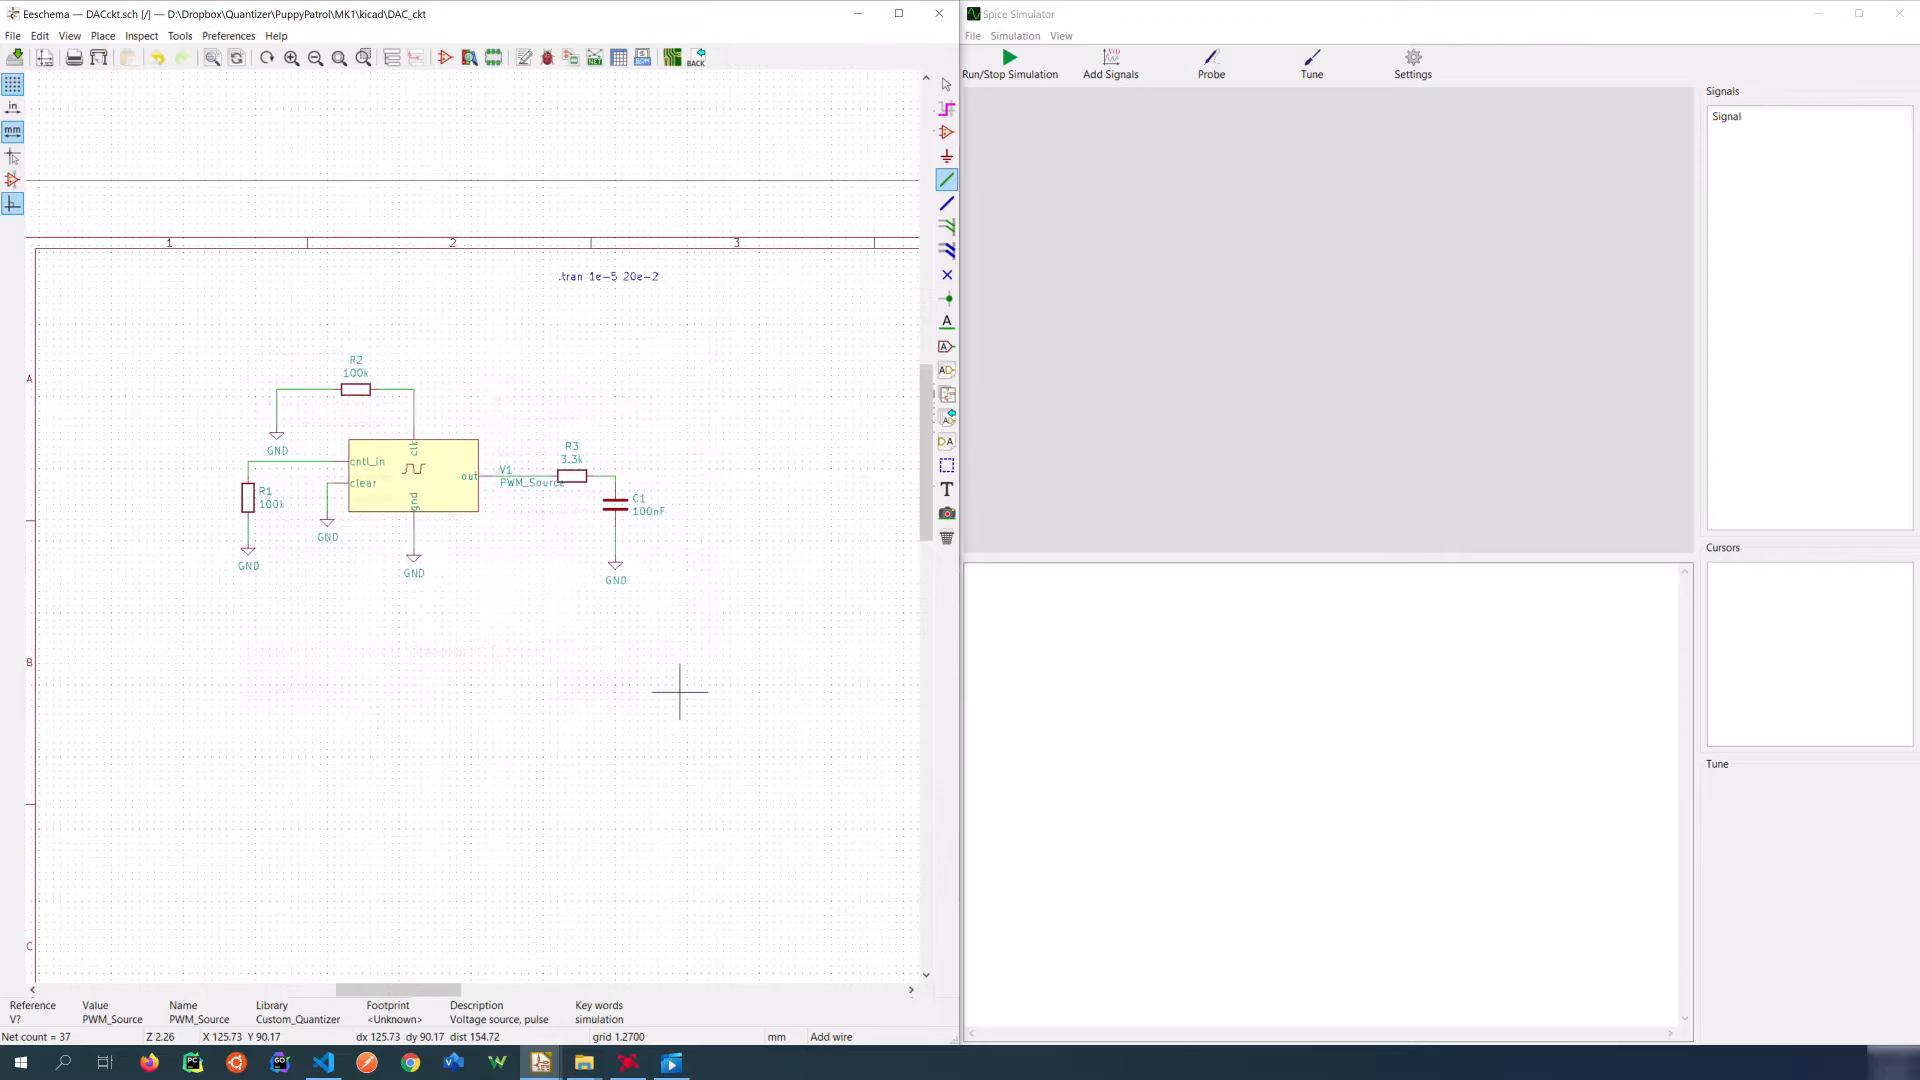 Eeschema — DACckt.sch [/] — D:\Dropbox\Quantizer\PuppyPatrol\MK1\kicad\DAC_ckt
File Edit View Place Inspect Tools Preferences Help
BACK
in
mm
1 2 3
.tran 1e-5 20e-2
A
R2
100k
GND
clk
cntl_in
clear
out
gnd
R1
100k
GND
GND
GND
V1
PWM_Source
R3
3.3k
C1
100nF
GND
B
C
Reference Value Name Library Footprint Description Key words
V? PWM_Source PWM_Source Custom_Quantizer <Unknown> Voltage source, pulse simulation
Net count = 37 Z 2.26 X 125.73 Y 90.17 dx 125.73 dy 90.17 dist 154.72 grid 1.2700 mm Add wire
Spice Simulator
File Simulation View
Run/Stop Simulation Add Signals Probe Tune Settings
Signals
Signal
Cursors
Tune